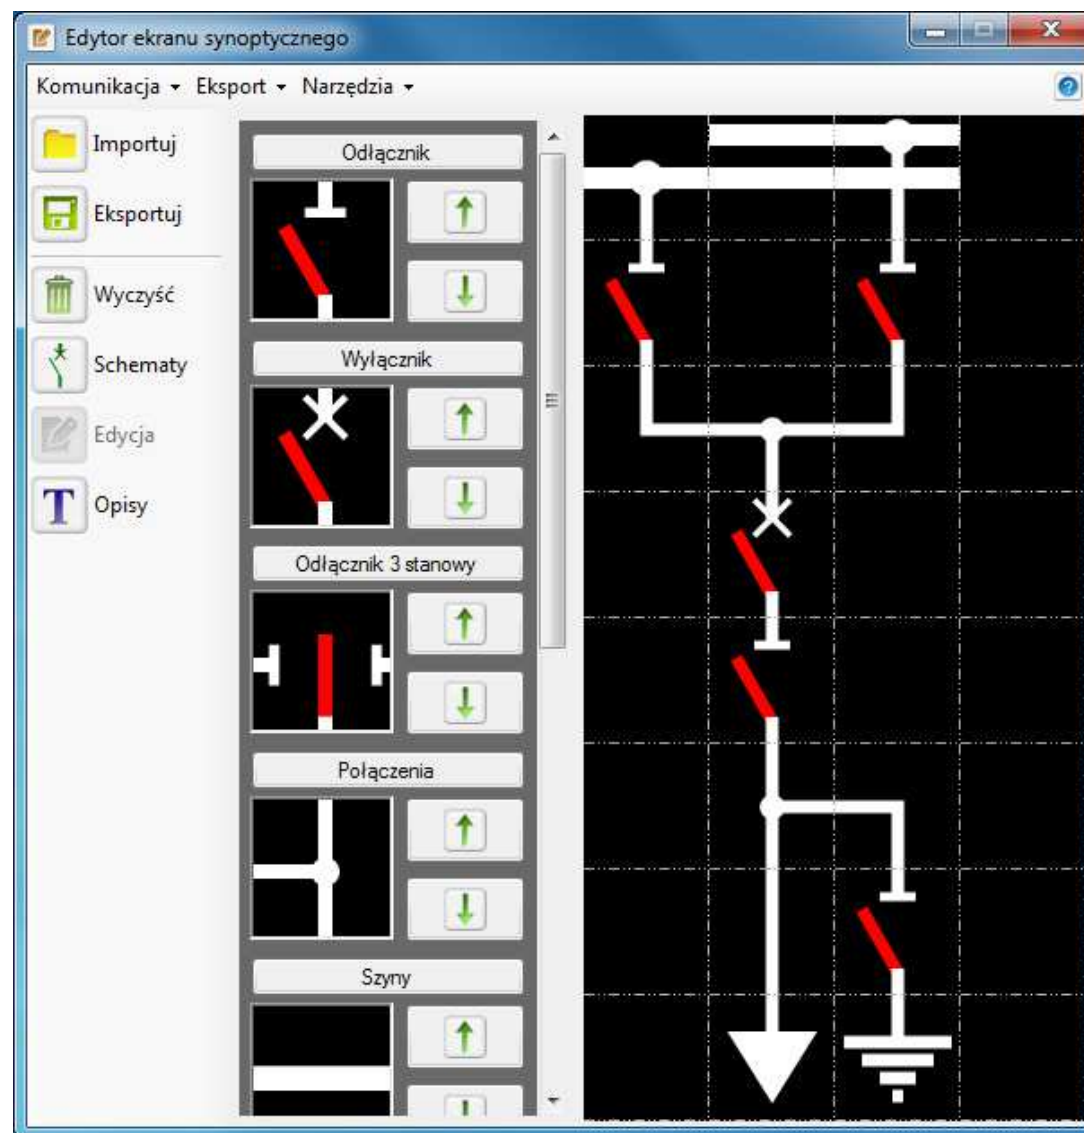 Edytor ekranu synoptycznego
Komunikacja Eksport Narzędzia
Importuj
Eksportuj
Wyczyść
Schematy
Edycja
Opisy
Odłącznik
Wyłącznik
Odłącznik 3 stanowy
Połączenia
Szyny